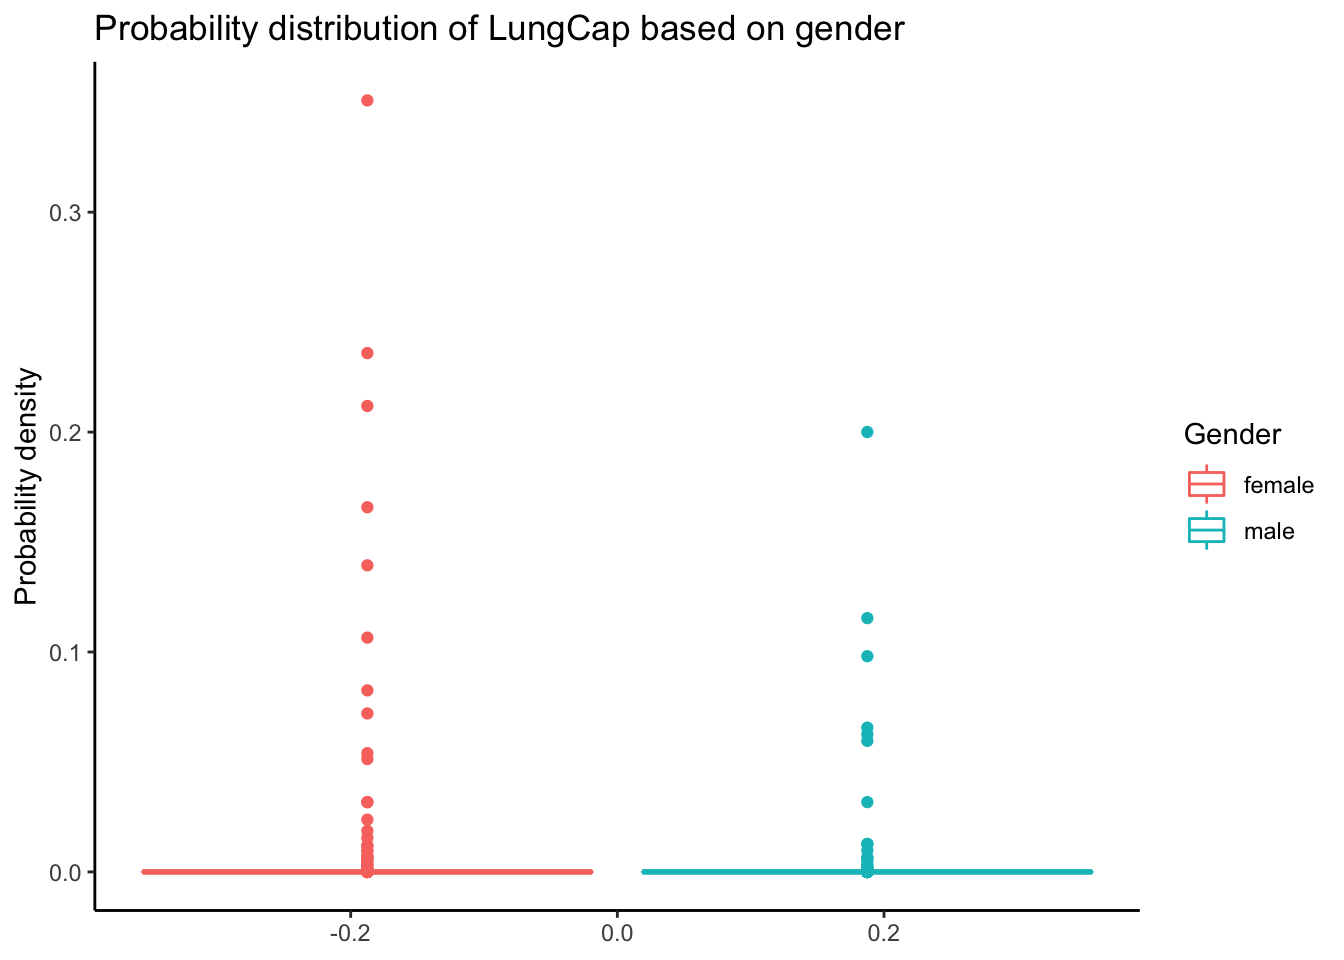 Probability distribution of LungCap based on gender
Probability density
0.3
0.2
0.1
0.0
-0.2
0.0
0.2
Gender
female
male